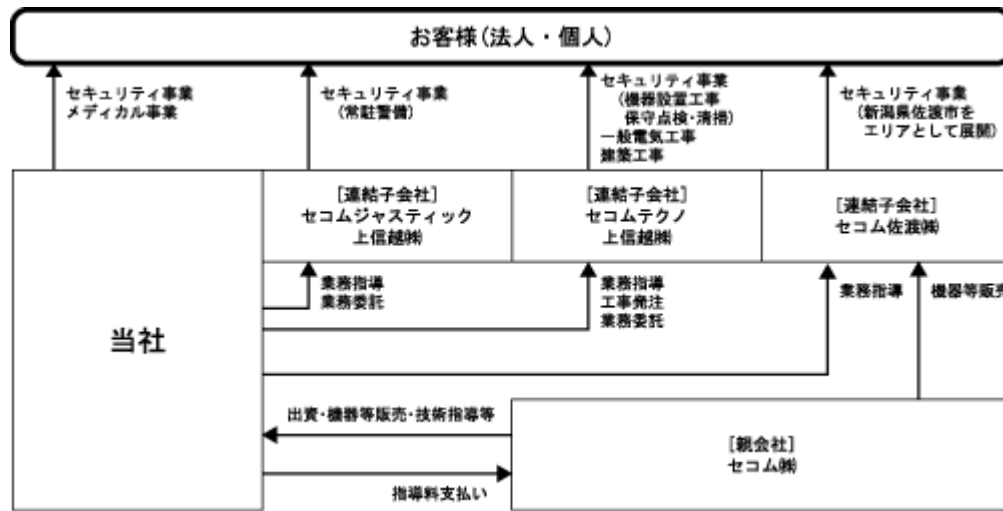 お客様(法人・個人)
セキュリティ事業
メディカル事業
セキュリティ事業
(常駐警備)
セキュリティ事業
(機器設置工事
保守点検・清掃)
一般電気工事
建築工事
セキュリティ事業
(新潟県佐渡市を
エリアとして展開)
当社
[連結子会社]
セコムジャスティック
上信越㈱
[連結子会社]
セコムテクノ
上信越㈱
[連結子会社]
セコム佐渡㈱
業務指導
業務委託
業務指導
工事発注
業務委託
業務指導
機器等販売
出資・機器等販売・技術指導等
[親会社]
セコム㈱
指導料支払い